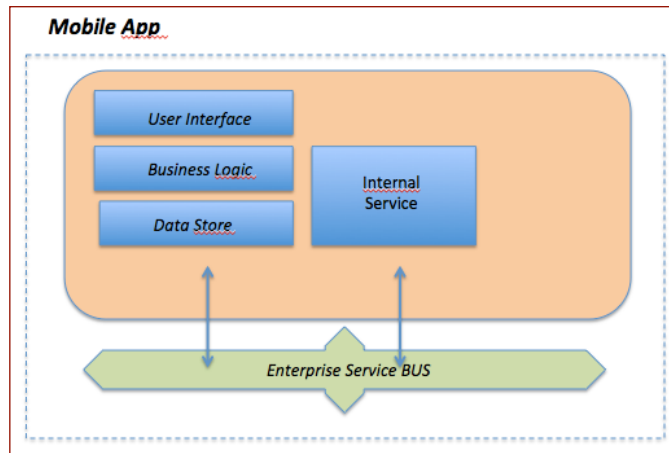 Mobile App
User Interface
Business Logic
Data Store
Internal
Service
Enterprise Service BUS